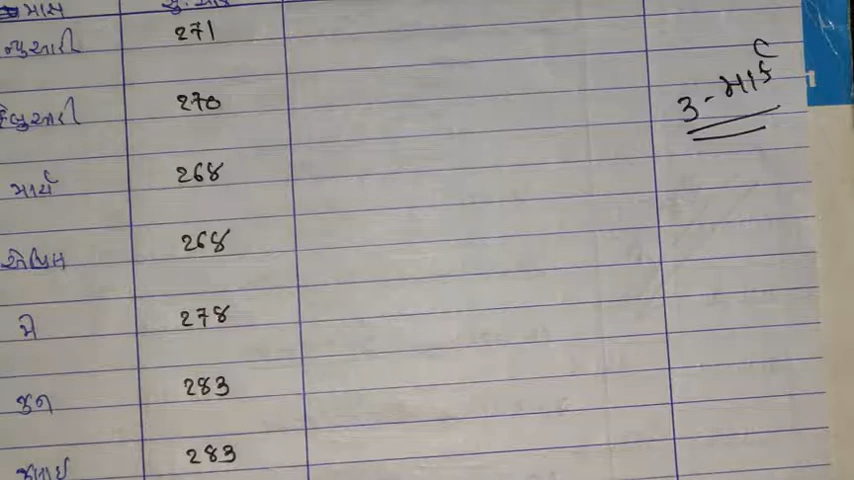 માસ સુ. આંક
જાન્યુઆરી 271
ફેબ્રુઆરી 270
3 - માર્ક
માર્ચ 268
એપ્રિલ 268
મે 278
જુન 283
જુલાઇ 283